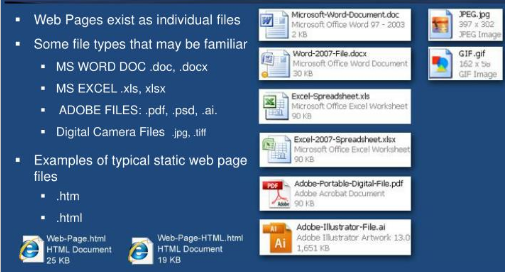 Web Pages exist as individual files
Some file types that may be familiar
MS WORD DOC .doc, .docx
MS EXCEL .xls, xlsx
ADOBE FILES: .pdf, .psd, .ai.
Digital Camera Files .jpg, .tiff
Examples of typical static web page
files
.htm
.html
Web-Page.html
HTML Document
25 KB
Web-Page-HTML.html
HTML Document
19 KB
Microsoft-Word-Document.doc
Microsoft Office Word 97 - 2003
2 KB
Word-2007-File.docx
Microsoft Office Word Document
30 KB
Excel-Spreadsheet.xls
Microsoft Office Excel Worksheet
90 KB
Excel-2007-Spreadsheet.xlsx
Microsoft Office Excel Worksheet
90 KB
PDF
Adobe
Adobe-Portable-Digital-File.pdf
Adobe Acrobat Document
90 KB
AI
Ai
Adobe-Illustrator-File.ai
Adobe Illustrator Artwork 13.0
1,651 KB
JPEG.jpg
397 x 302
JPEG Image
GIF.gif
162 x 56
GIF Image